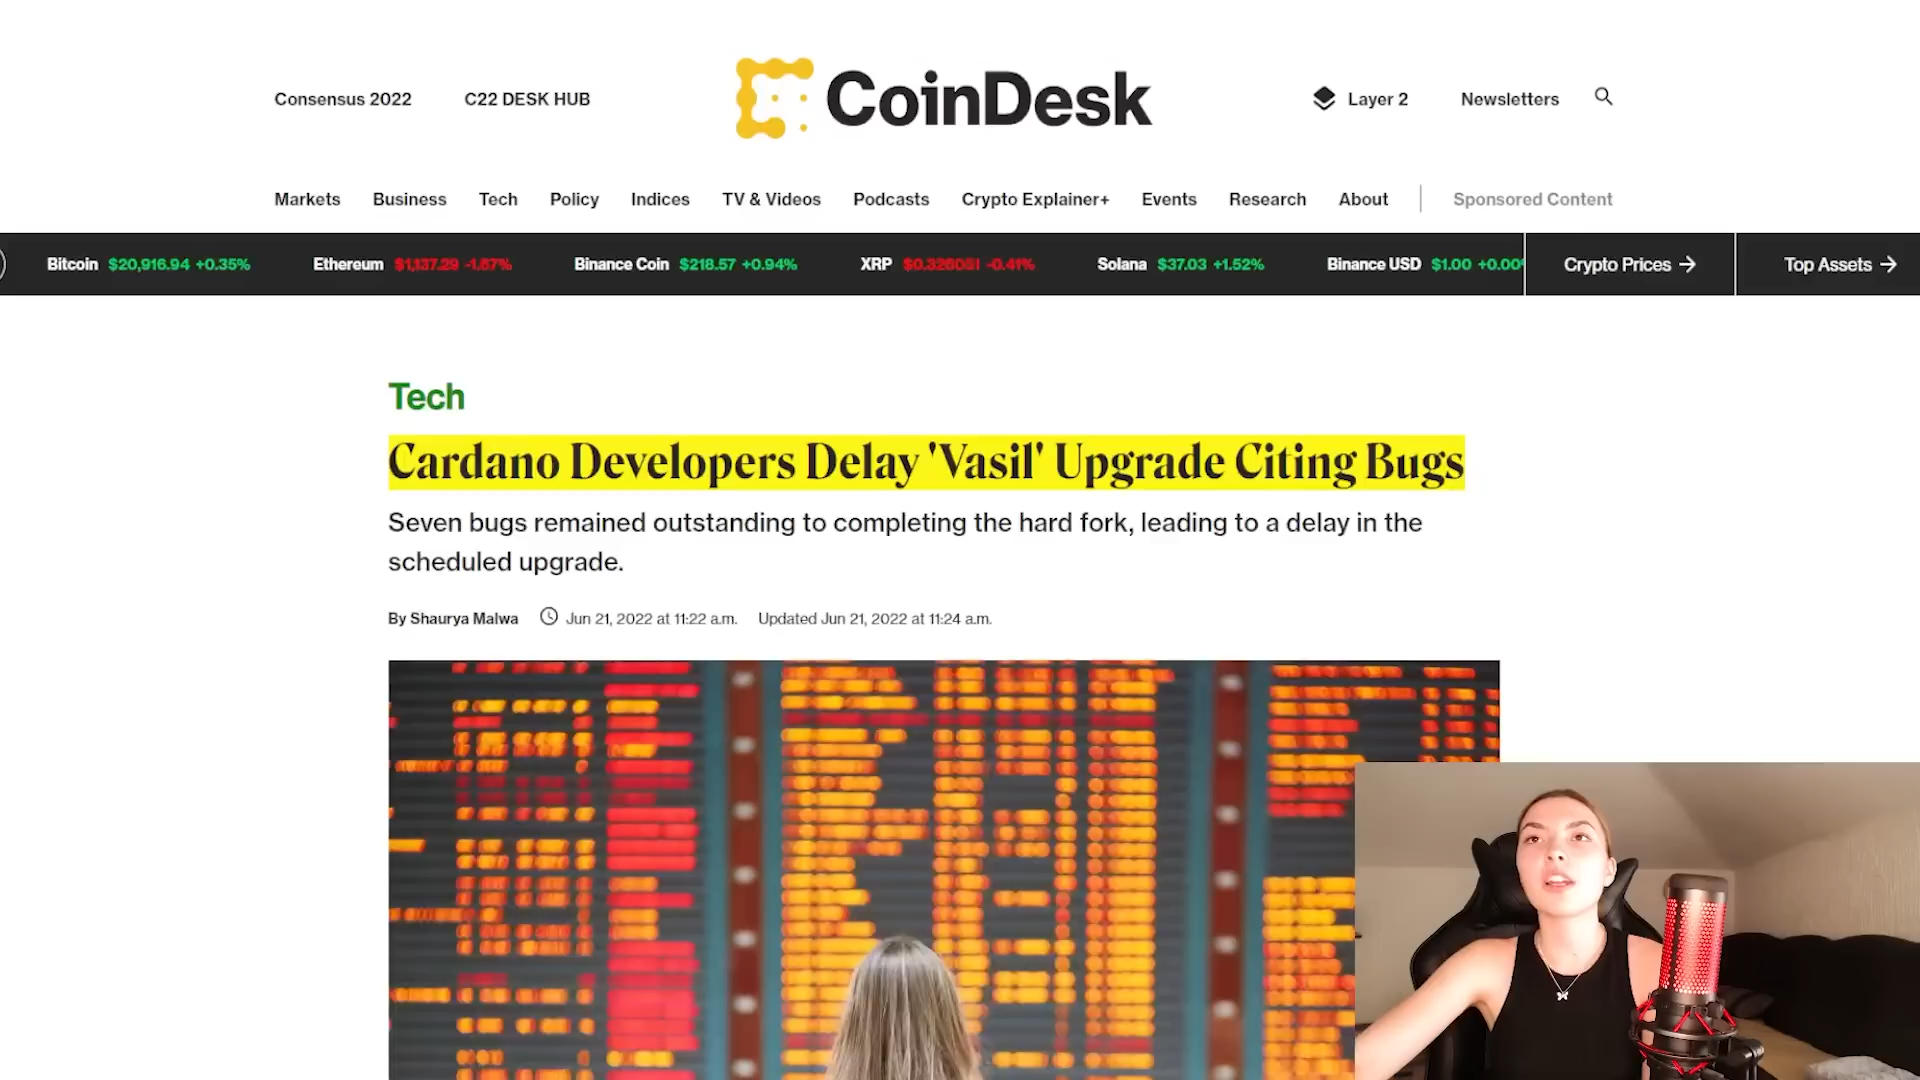 Consensus 2022 C22 DESK HUB CoinDesk Layer 2 Newsletters
Markets Business Tech Policy Indices TV & Videos Podcasts Crypto Explainer+ Events Research About Sponsored Content
Bitcoin $20,916.94 +0.35% Ethereum $1,137.29 -1.67% Binance Coin $218.57 +0.94% XRP -0.41% Solana $37.03 +1.52% Binance USD $1.00 Crypto Prices → Top Assets →
Tech
Cardano Developers Delay 'Vasil' Upgrade Citing Bugs
Seven bugs remained outstanding to completing the hard fork, leading to a delay in the
scheduled upgrade.
By Shaurya Malwa Jun 21, 2022 at 11:22 a.m. Updated Jun 21, 2022 at 11:24 a.m.